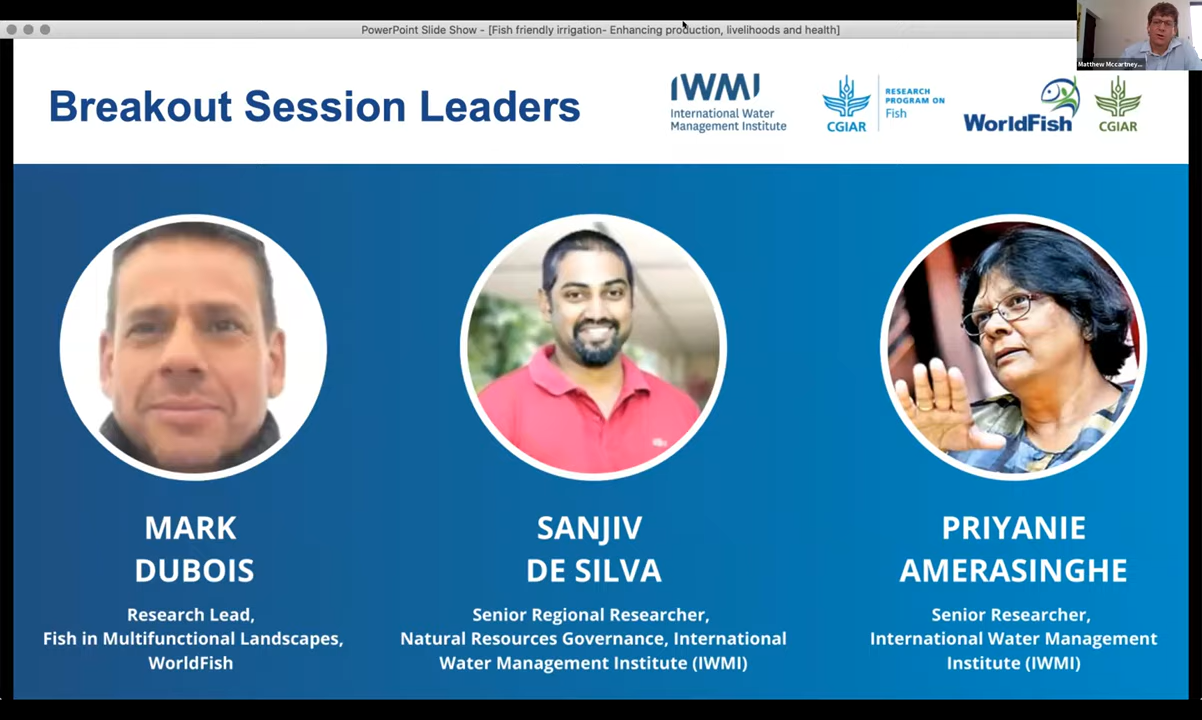 PowerPoint Slide Show - [Fish friendly irrigation- Enhancing production, livelihoods and health]
Matthew Mccartney...
Breakout Session Leaders
IWMI
International Water
Management Institute
CGIAR
RESEARCH
PROGRAM ON
Fish
WorldFish
CGIAR
MARK
DUBOIS
Research Lead,
Fish in Multifunctional Landscapes,
WorldFish
SANJIV
DE SILVA
Senior Regional Researcher,
Natural Resources Governance, International
Water Management Institute (IWMI)
PRIYANIE
AMERASINGHE
Senior Researcher,
International Water Management
Institute (IWMI)